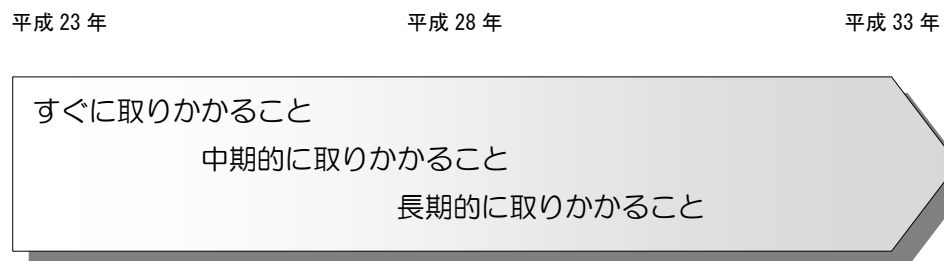 平成 23 年 平成 28 年 平成 33 年
すぐに取りかかること
中期的に取りかかること
長期的に取りかかること